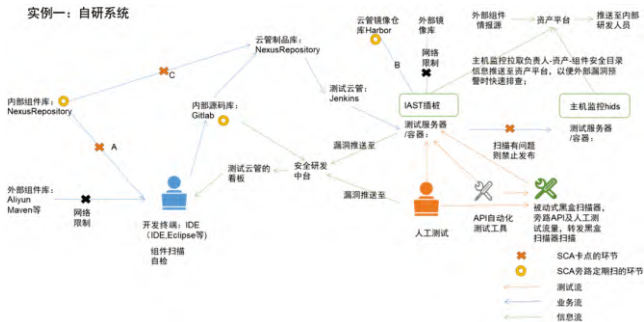 实例一：自研系统
云管制品库：
NexusRepository
云管镜像仓
库Harbor
外部镜
像库
外部组件
情报源
资产平台
推送至内部
研发人员
C
B
网络
限制
主机监控拉取负责人-资产-组件安全目录
信息推送至资产平台，以便外部漏洞预
警时快速排查；
内部组件库：
NexusRepository
内部源码库：
Gitlab
测试云管：
Jenkins
IAST插桩
主机监控hids
测试服务器
/容器：
扫描有问题
则禁止发布
测试服务器
/容器：
A
漏洞推送至
测试云管的
看板
安全研发
中台
外部组件库：
Aliyun
Maven等
网络
限制
漏洞推送至
开发终端：IDE
（IDE,Eclipse等)
组件扫描
自检
人工测试
API自动化
测试工具
被动式黑盒扫描器，
旁路API及人工测
试流量，转发黑盒
扫描器扫描
SCA卡点的环节
SCA旁路定期扫的环节
测试流
业务流
信息流